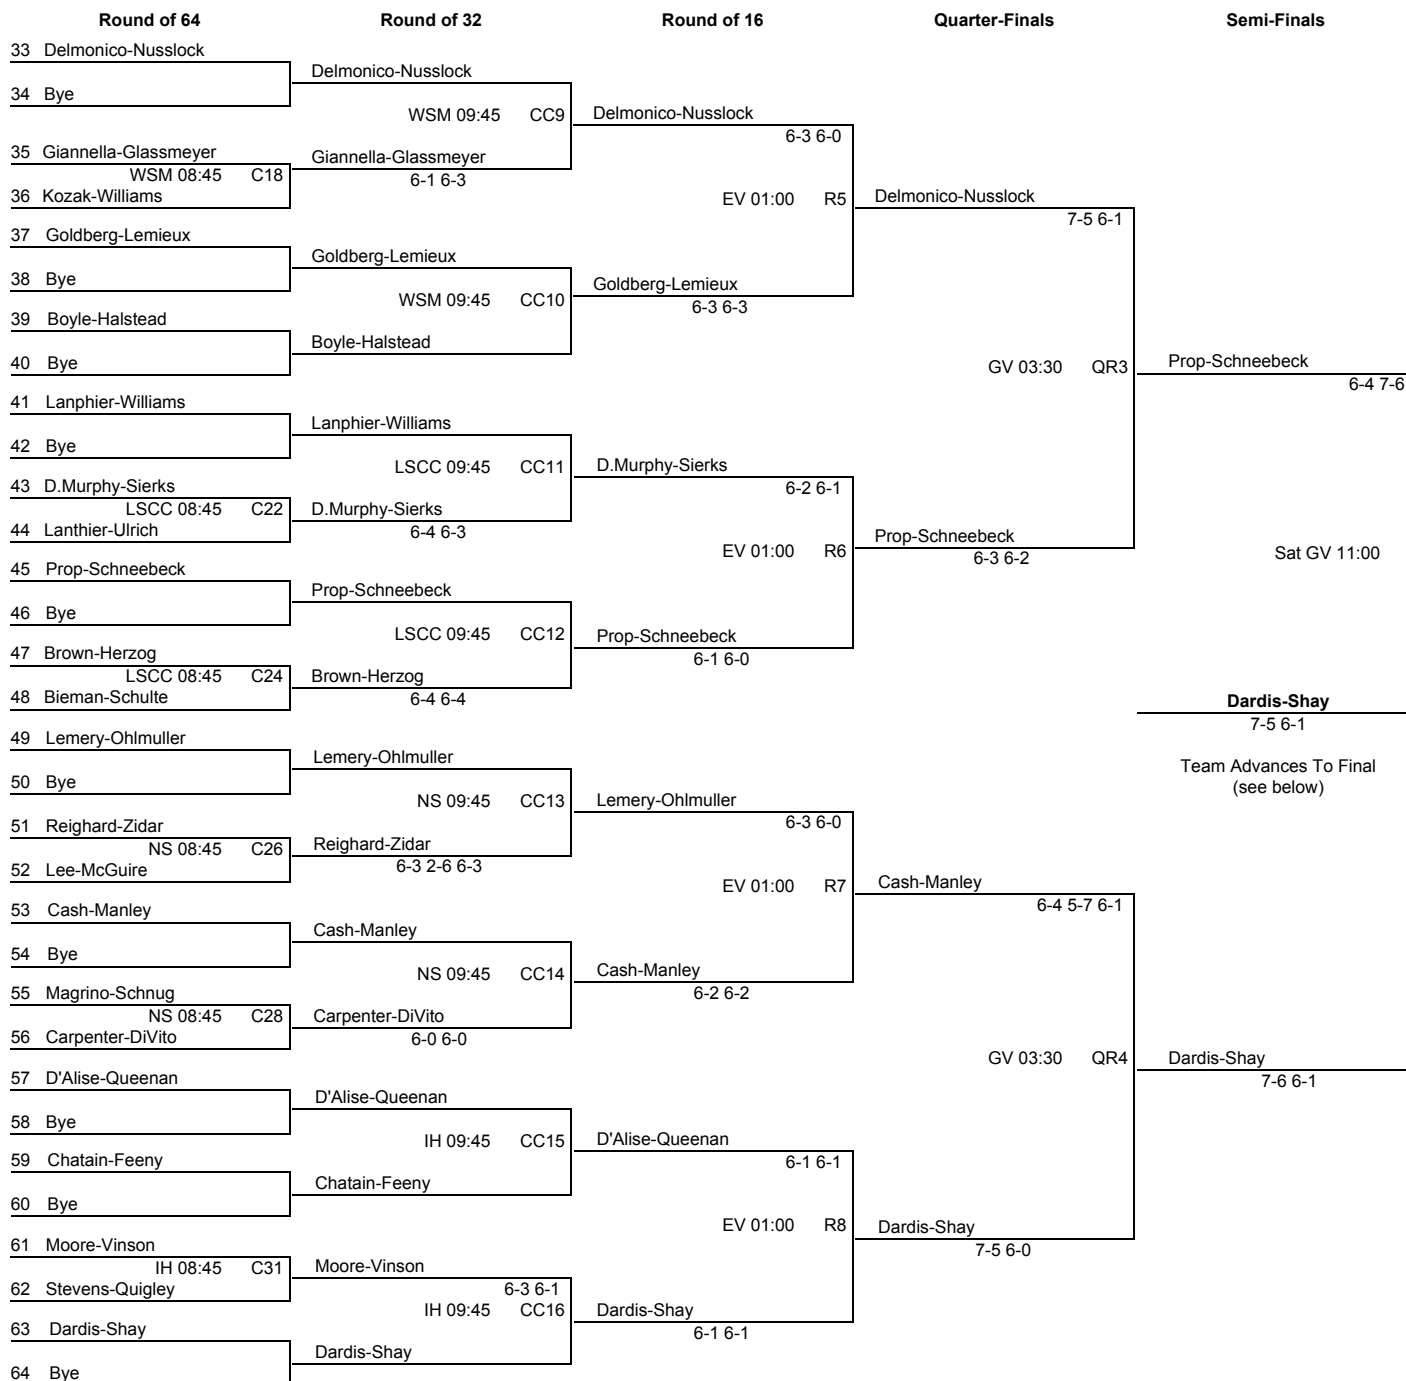 Round of 64 Round of 32 Round of 16 Quarter-Finals Semi-Finals
33 Delmonico-Nusslock
Delmonico-Nusslock
34 Bye
WSM 09:45 CC9 Delmonico-Nusslock
6-3 6-0
35 Giannella-Glassmeyer
Giannella-Glassmeyer
WSM 08:45 C18
6-1 6-3
36 Kozak-Williams
EV 01:00 R5 Delmonico-Nusslock
7-5 6-1
37 Goldberg-Lemieux
Goldberg-Lemieux
38 Bye
Goldberg-Lemieux
WSM 09:45 CC10
6-3 6-3
39 Boyle-Halstead
Boyle-Halstead
40 Bye
GV 03:30 QR3 Prop-Schneebeck
6-4 7-6
41 Lanphier-Williams
Lanphier-Williams
42 Bye
LSCC 09:45 CC11 D.Murphy-Sierks
6-2 6-1
43 D.Murphy-Sierks
LSCC 08:45 C22 D.Murphy-Sierks
44 Lanthier-Ulrich
6-4 6-3
Prop-Schneebeck
EV 01:00 R6
6-3 6-2
Sat GV 11:00
45 Prop-Schneebeck
Prop-Schneebeck
46 Bye
LSCC 09:45 CC12 Prop-Schneebeck
6-1 6-0
47 Brown-Herzog
LSCC 08:45 C24 Brown-Herzog
48 Bieman-Schulte
6-4 6-4
Dardis-Shay
7-5 6-1
49 Lemery-Ohlmuller
Lemery-Ohlmuller
Team Advances To Final
50 Bye
(see below)
NS 09:45 CC13 Lemery-Ohlmuller
6-3 6-0
51 Reighard-Zidar
Reighard-Zidar
NS 08:45 C26
6-3 2-6 6-3
52 Lee-McGuire
EV 01:00 R7 Cash-Manley
6-4 5-7 6-1
53 Cash-Manley
Cash-Manley
54 Bye
NS 09:45 CC14 Cash-Manley
6-2 6-2
55 Magrino-Schnug
NS 08:45 C28 Carpenter-DiVito
56 Carpenter-DiVito
6-0 6-0
GV 03:30 QR4 Dardis-Shay
7-6 6-1
57 D'Alise-Queenan
D'Alise-Queenan
58 Bye
IH 09:45 CC15 D'Alise-Queenan
6-1 6-1
59 Chatain-Feeny
Chatain-Feeny
60 Bye
EV 01:00 R8 Dardis-Shay
7-5 6-0
61 Moore-Vinson
IH 08:45 C31 Moore-Vinson
62 Stevens-Quigley
6-3 6-1
IH 09:45 CC16 Dardis-Shay
6-1 6-1
63 Dardis-Shay
Dardis-Shay
64 Bye